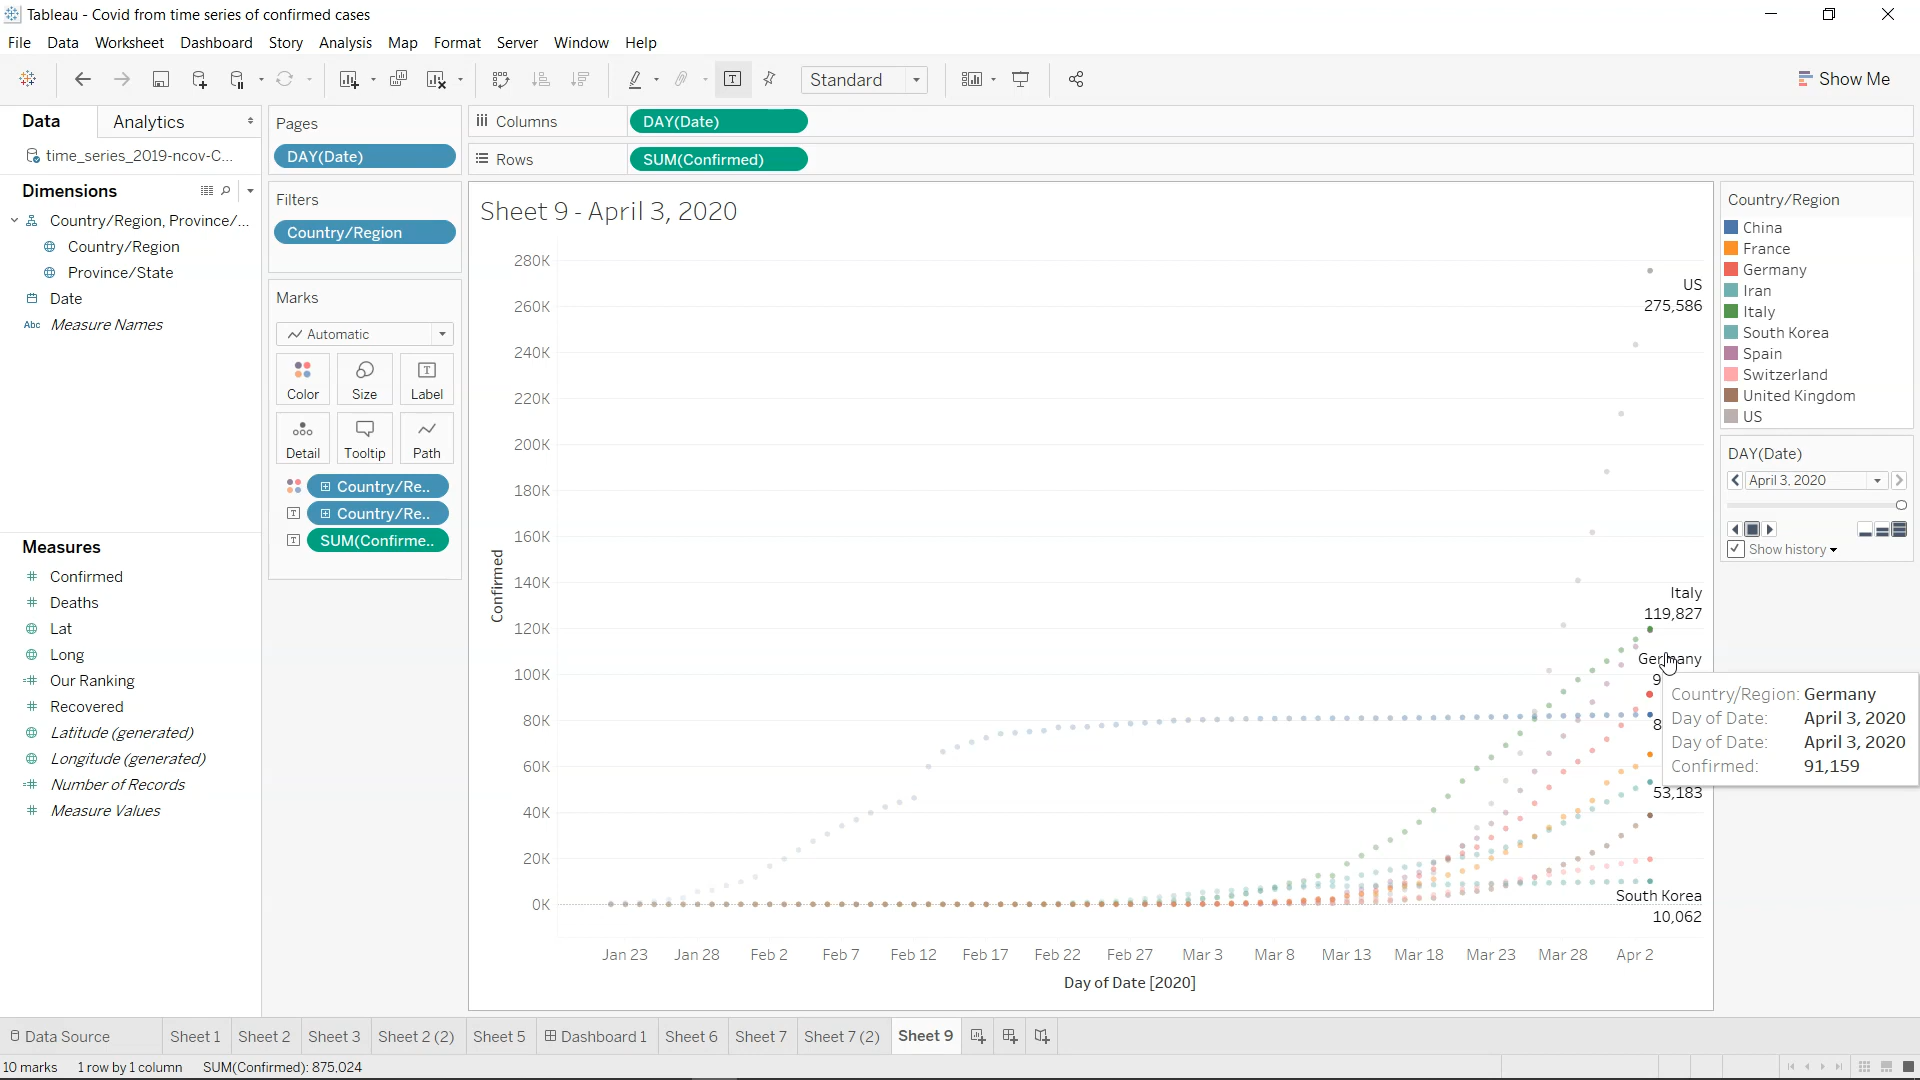 Tableau - Covid from time series of confirmed cases
File Data Worksheet Dashboard Story Analysis Map Format Server Window Help
Standard
Show Me
Data
Analytics
time_series_2019-ncov-C...
Dimensions
Country/Region, Province/...
Country/Region
Province/State
Date
Abc Measure Names
Measures
Confirmed
Deaths
Lat
Long
Our Ranking
Recovered
Latitude (generated)
Longitude (generated)
Number of Records
Measure Values
Pages
DAY(Date)
Filters
Country/Region
Marks
Automatic
Color Size Label
Detail Tooltip Path
Country/Re..
Country/Re..
SUM(Confirme..
Columns
DAY(Date)
Rows
SUM(Confirmed)
Sheet 9 - April 3, 2020
Confirmed
280K
260K
240K
220K
200K
180K
160K
140K
120K
100K
80K
60K
40K
20K
0K
US
275,586
Italy
119,827
Germany
9
8
53,183
South Korea
10,062
Country/Region: Germany
Day of Date: April 3, 2020
Day of Date: April 3, 2020
Confirmed: 91,159
Jan 23 Jan 28 Feb 2 Feb 7 Feb 12 Feb 17 Feb 22 Feb 27 Mar 3 Mar 8 Mar 13 Mar 18 Mar 23 Mar 28 Apr 2
Day of Date [2020]
Country/Region
China
France
Germany
Iran
Italy
South Korea
Spain
Switzerland
United Kingdom
US
DAY(Date)
April 3, 2020
Show history
Data Source Sheet 1 Sheet 2 Sheet 3 Sheet 2 (2) Sheet 5 Dashboard 1 Sheet 6 Sheet 7 Sheet 7 (2) Sheet 9
10 marks 1 row by 1 column SUM(Confirmed): 875,024